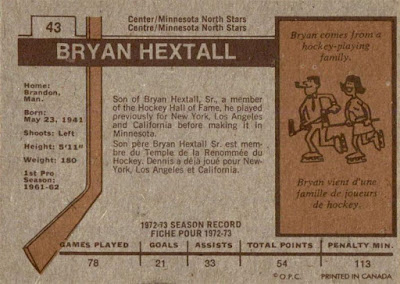 43
Center/Minnesota North Stars
Centre/Minnesota North Stars
BRYAN HEXTALL
Home:
Brandon,
Man.
Born:
May 23, 1941
Shoots: Left
Height: 5'11"
Weight: 180
1st Pro
Season:
1961-62
Son of Bryan Hextall, Sr., a member
of the Hockey Hall of Fame, he played
previously for New York, Los Angeles
and California before making it in
Minnesota.
Son père Bryan Hextall Sr. est mem-
bre du Temple de la Renommée du
Hockey. Dennis a déjà joué pour New-
York, Los Angeles et California.
Bryan comes from a
hockey-playing
family.
Bryan vient d'une
famille de joueurs
de hockey.
1972-73 SEASON RECORD
FICHE POUR 1972-73
GAMES PLAYED GOALS ASSISTS TOTAL POINTS PENALTY MIN.
78 21 33 54 113
© O.P.C. PRINTED IN CANADA